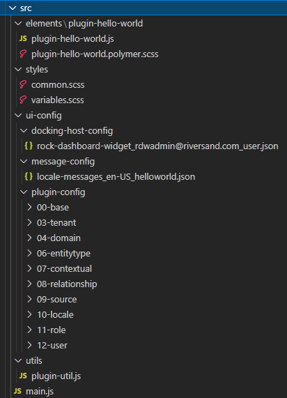 src
elements\plugin-hello-world
JS plugin-hello-world.js
plugin-hello-world.polymer.scss
styles
common.scss
variables.scss
ui-config
docking-host-config
{} rock-dashboard-widget_rdwadmin@riversand.com_user.json
message-config
{} locale-messages_en-US_helloworld.json
plugin-config
00-base
03-tenant
04-domain
06-entitytype
07-contextual
08-relationship
09-source
10-locale
11-role
12-user
utils
JS plugin-util.js
JS main.js